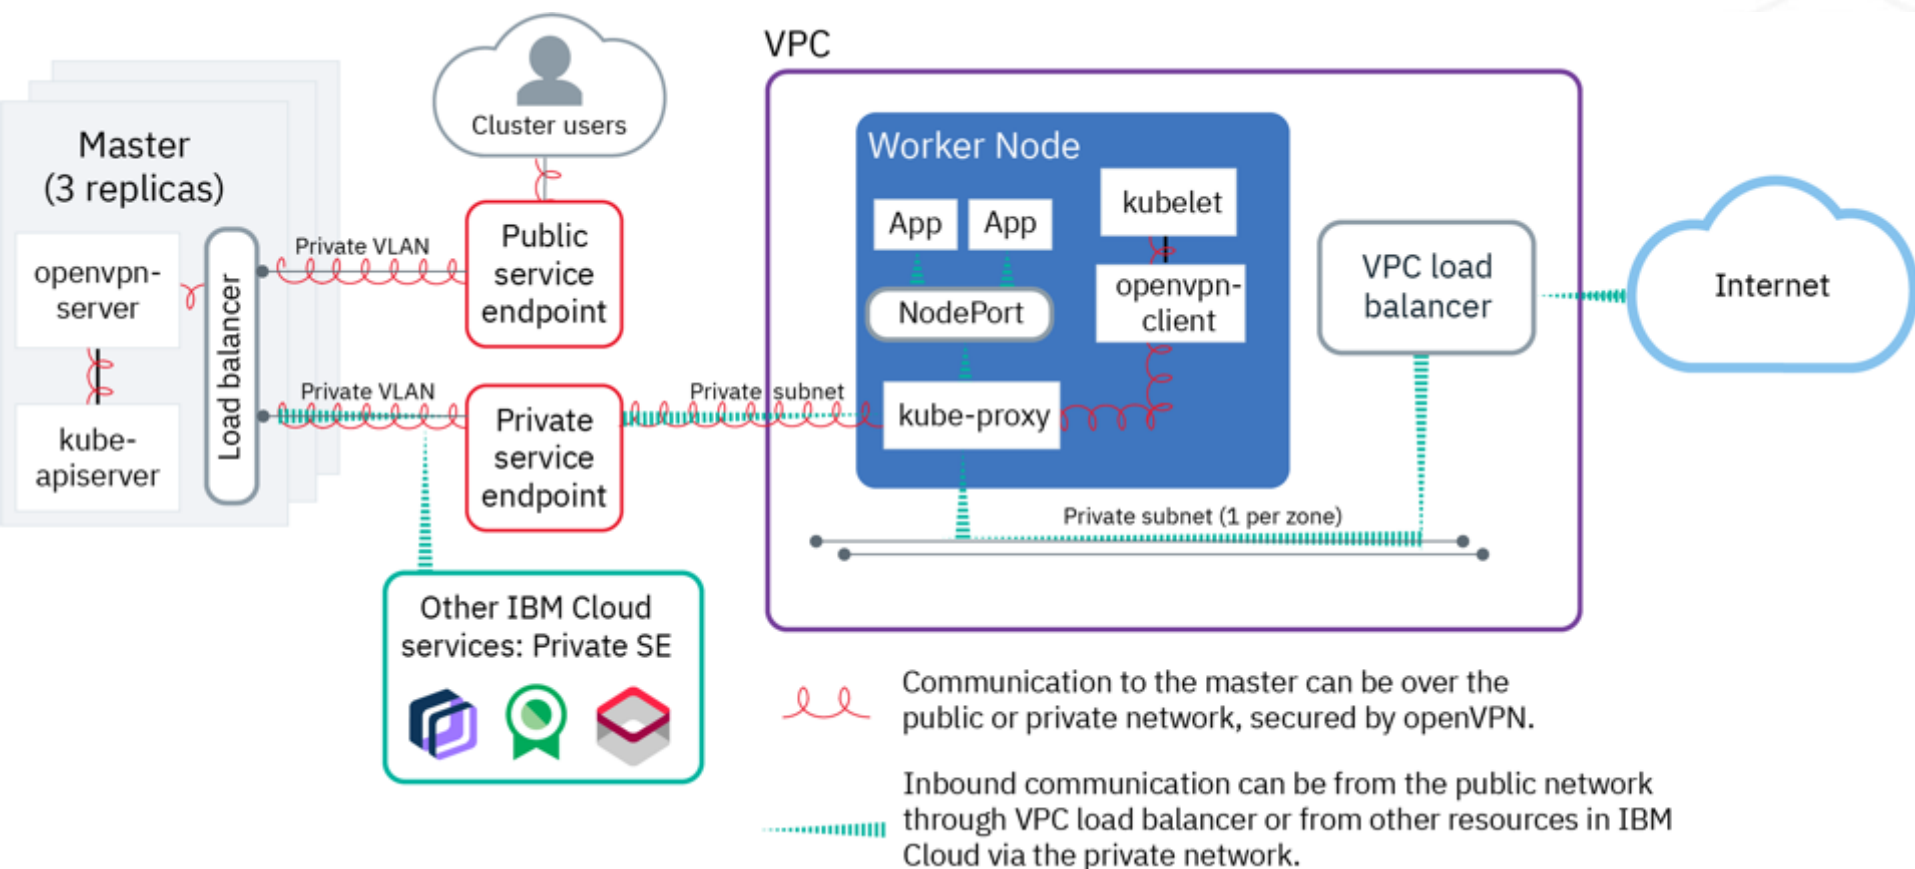 Master
(3 replicas)
openvpn-
server
kube-
apiserver
Load balancer
Private VLAN
Private VLAN
Cluster users
Public
service
endpoint
Private
service
endpoint
Other IBM Cloud
services: Private SE
Private subnet
VPC
Worker Node
App
App
NodePort
kube-proxy
kubelet
openvpn-
client
Private subnet (1 per zone)
VPC load
balancer
Internet
Communication to the master can be over the
public or private network, secured by openVPN.
Inbound communication can be from the public network
through VPC load balancer or from other resources in IBM
Cloud via the private network.